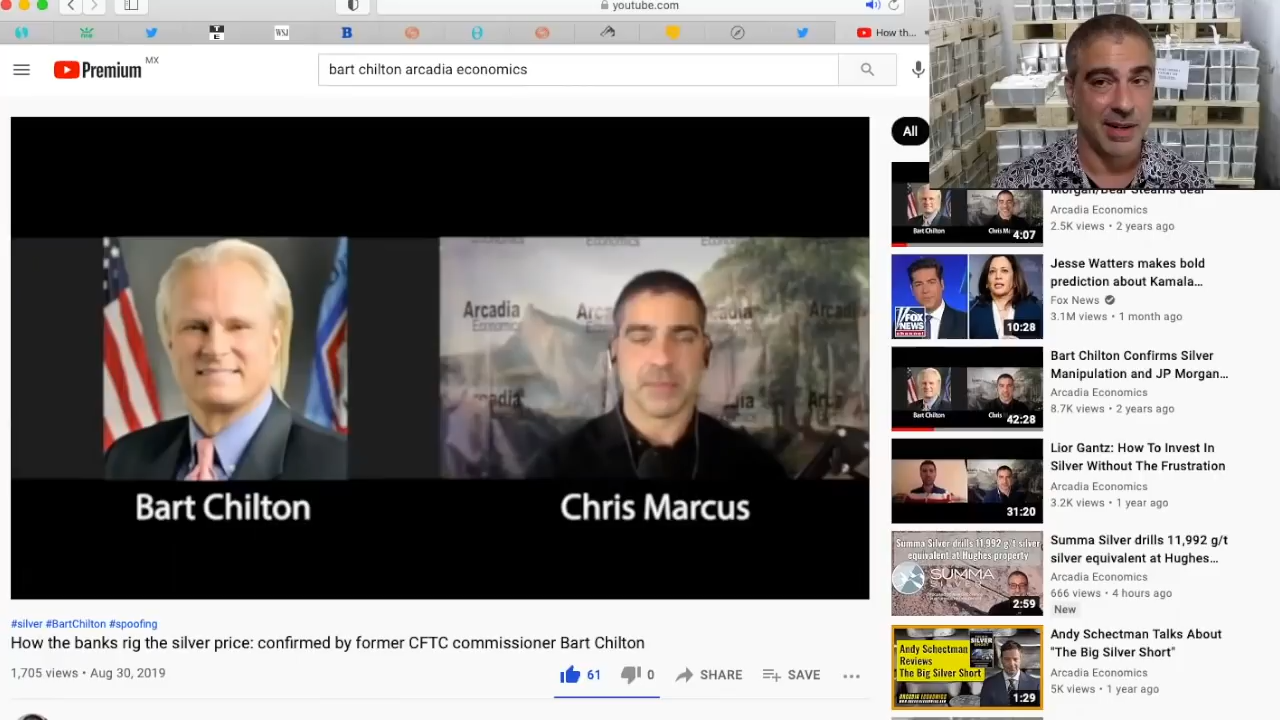 youtube.com
T
E
WSJ
B
How th...
Premium
MX
bart chilton arcadia economics
All
Arcadia
Economics
Bart Chilton
Chris Marcus
#silver #BartChilton #spoofing
How the banks rig the silver price: confirmed by former CFTC commissioner Bart Chilton
1,705 views • Aug 30, 2019
61
0
SHARE
SAVE
Morgan/Bear Stearns deal
Arcadia Economics
2.5K views • 2 years ago
Bart Chilton
4:07
Jesse Watters makes bold
prediction about Kamala...
Fox News
3.1M views • 1 month ago
FOX
NEWS
channel
10:28
Bart Chilton Confirms Silver
Manipulation and JP Morgan...
Arcadia Economics
8.7K views • 2 years ago
Bart Chilton
42:28
Lior Gantz: How To Invest In
Silver Without The Frustration
Arcadia Economics
3.2K views • 1 year ago
31:20
Summa Silver drills 11,992 g/t
silver equivalent at Hughes...
Arcadia Economics
666 views • 4 hours ago
New
Summa Silver drills 11,992 g/t silver
equivalent at Hughes property
SUMMA
SILVER
2:59
Andy Schectman Talks About
"The Big Silver Short"
Arcadia Economics
5K views • 1 year ago
Andy Schectman
Reviews
The Big Silver Short
SILVER
SHORT
ARCADIA ECONOMICS
1:29